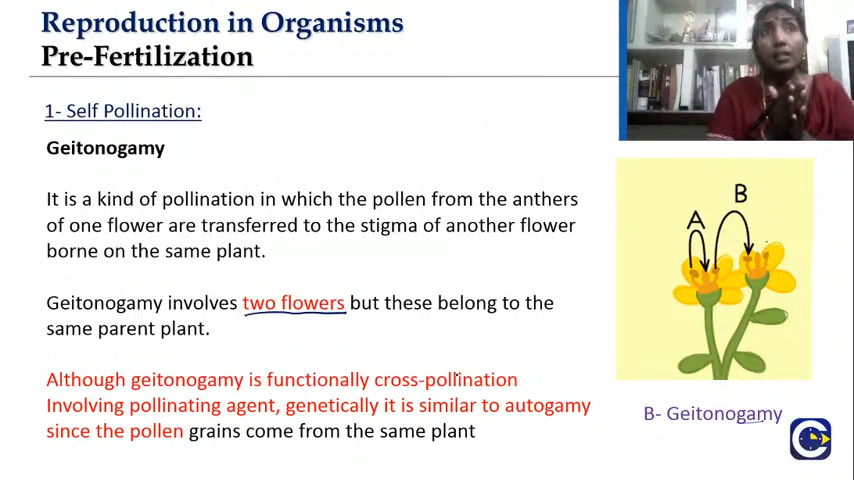 Reproduction in Organisms
Pre-Fertilization
1- Self Pollination:
Geitonogamy
It is a kind of pollination in which the pollen from the anthers
of one flower are transferred to the stigma of another flower
borne on the same plant.
Geitonogamy involves two flowers but these belong to the
same parent plant.
Although geitonogamy is functionally cross-pollination
Involving pollinating agent, genetically it is similar to autogamy
since the pollen grains come from the same plant
A
B
B- Geitonogamy